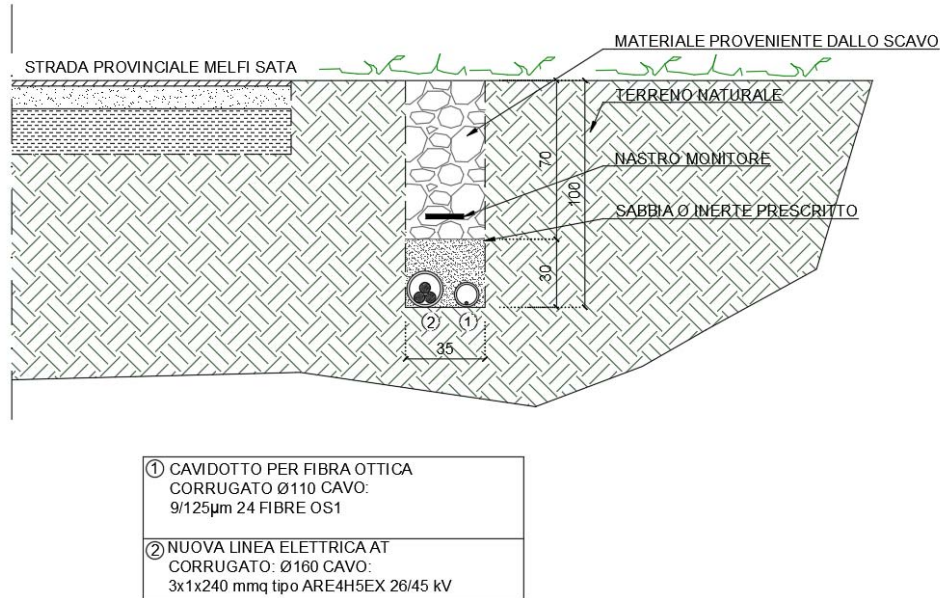 MATERIALE PROVENIENTE DALLO SCAVO
STRADA PROVINCIALE MELFI SATA
TERRENO NATURALE
70
NASTRO MONITORE
100
SABBIA O INERTE PRESCRITTO
30
2 1
35
1 CAVIDOTTO PER FIBRA OTTICA
CORRUGATO Ø110 CAVO:
9/125µm 24 FIBRE OS1
2 NUOVA LINEA ELETTRICA AT
CORRUGATO: Ø160 CAVO:
3x1x240 mmq tipo ARE4H5EX 26/45 kV